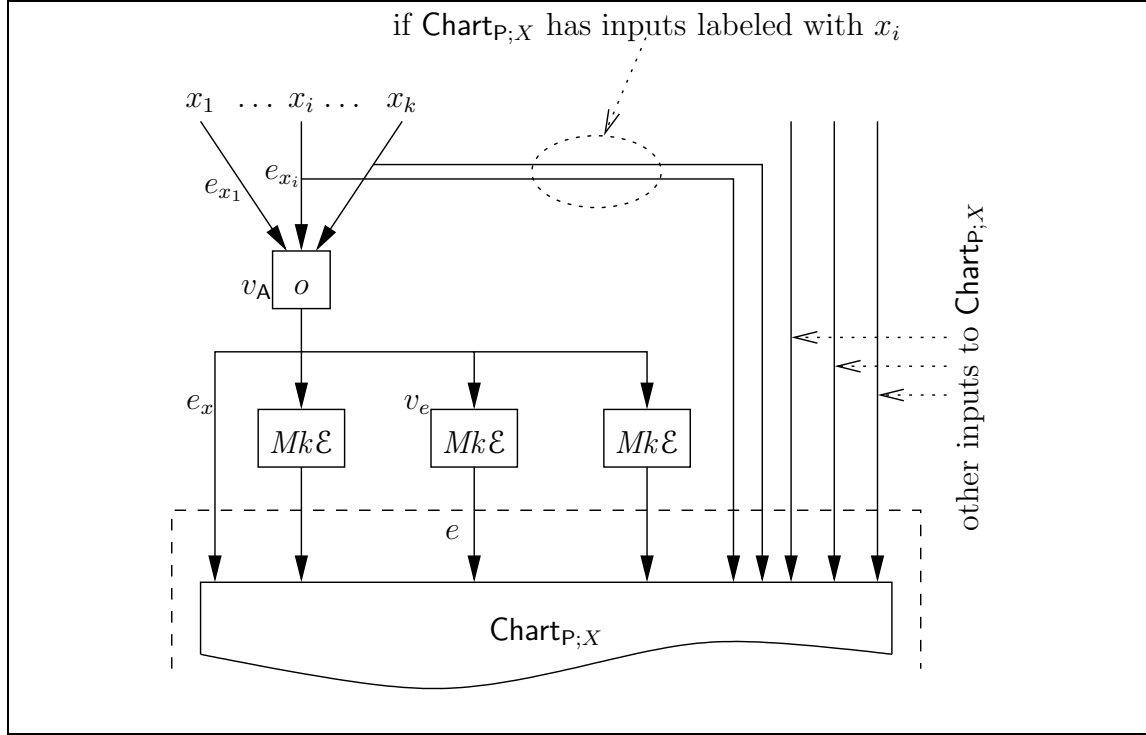 if Chart_{P;X} has inputs labeled with x_i
x_1 … x_i … x_k
e_{x_1}
e_{x_i}
v_A
o
other inputs to Chart_{P;X}
e_x
v_e
Mkℰ Mkℰ Mkℰ
e
Chart_{P;X}